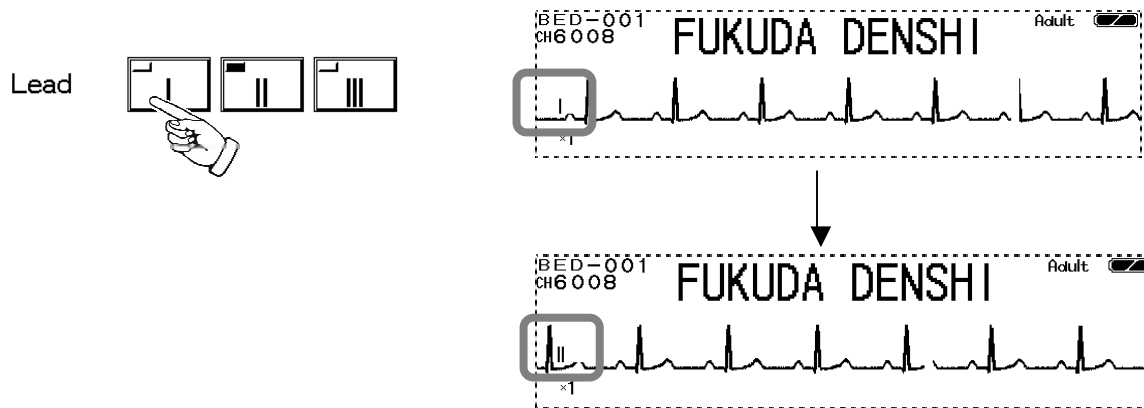 Lead
I II III
BED-001
CH6008
FUKUDA DENSHI
Adult
I
×1
BED-001
CH6008
FUKUDA DENSHI
Adult
II
×1